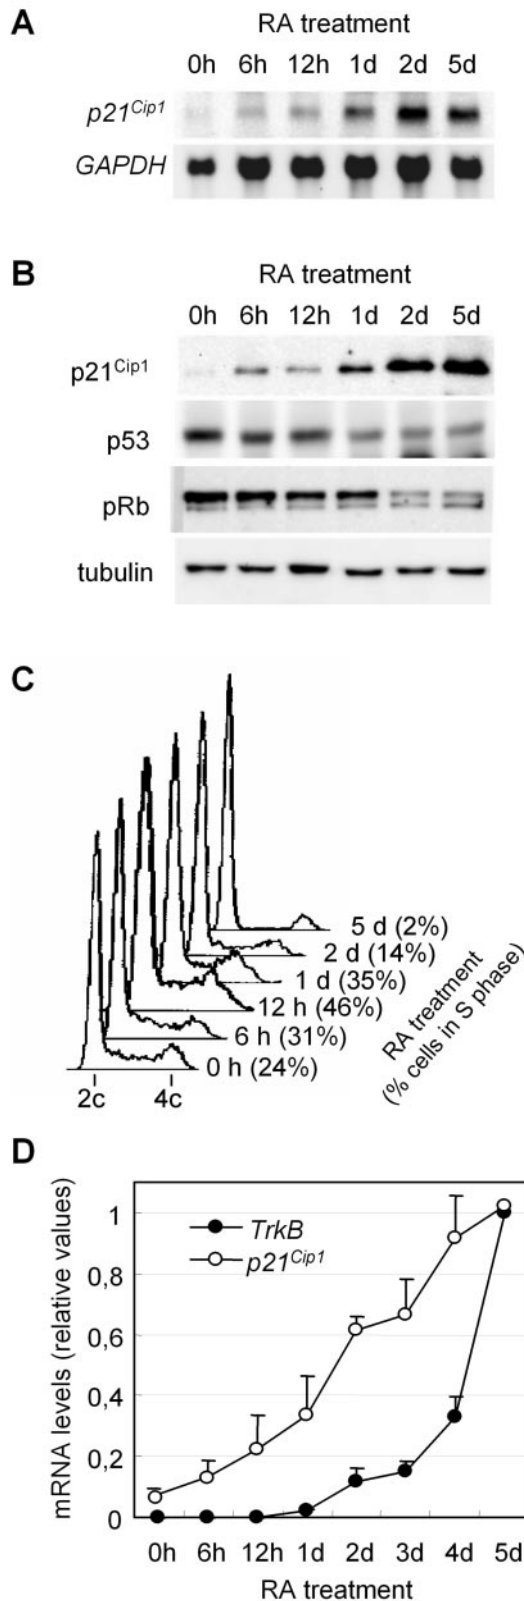 A
RA treatment
0h 6h 12h 1d 2d 5d
p21Cip1
GAPDH
B
RA treatment
0h 6h 12h 1d 2d 5d
p21Cip1
p53
pRb
tubulin
C
5 d (2%)
2 d (14%)
1 d (35%)
12 h (46%)
6 h (31%)
0 h (24%)
2c 4c
RA treatment
(% cells in S phase)
D
mRNA levels (relative values)
1
0,8
0,6
0,4
0,2
0
TrkB
p21Cip1
0h 6h 12h 1d 2d 3d 4d 5d
RA treatment